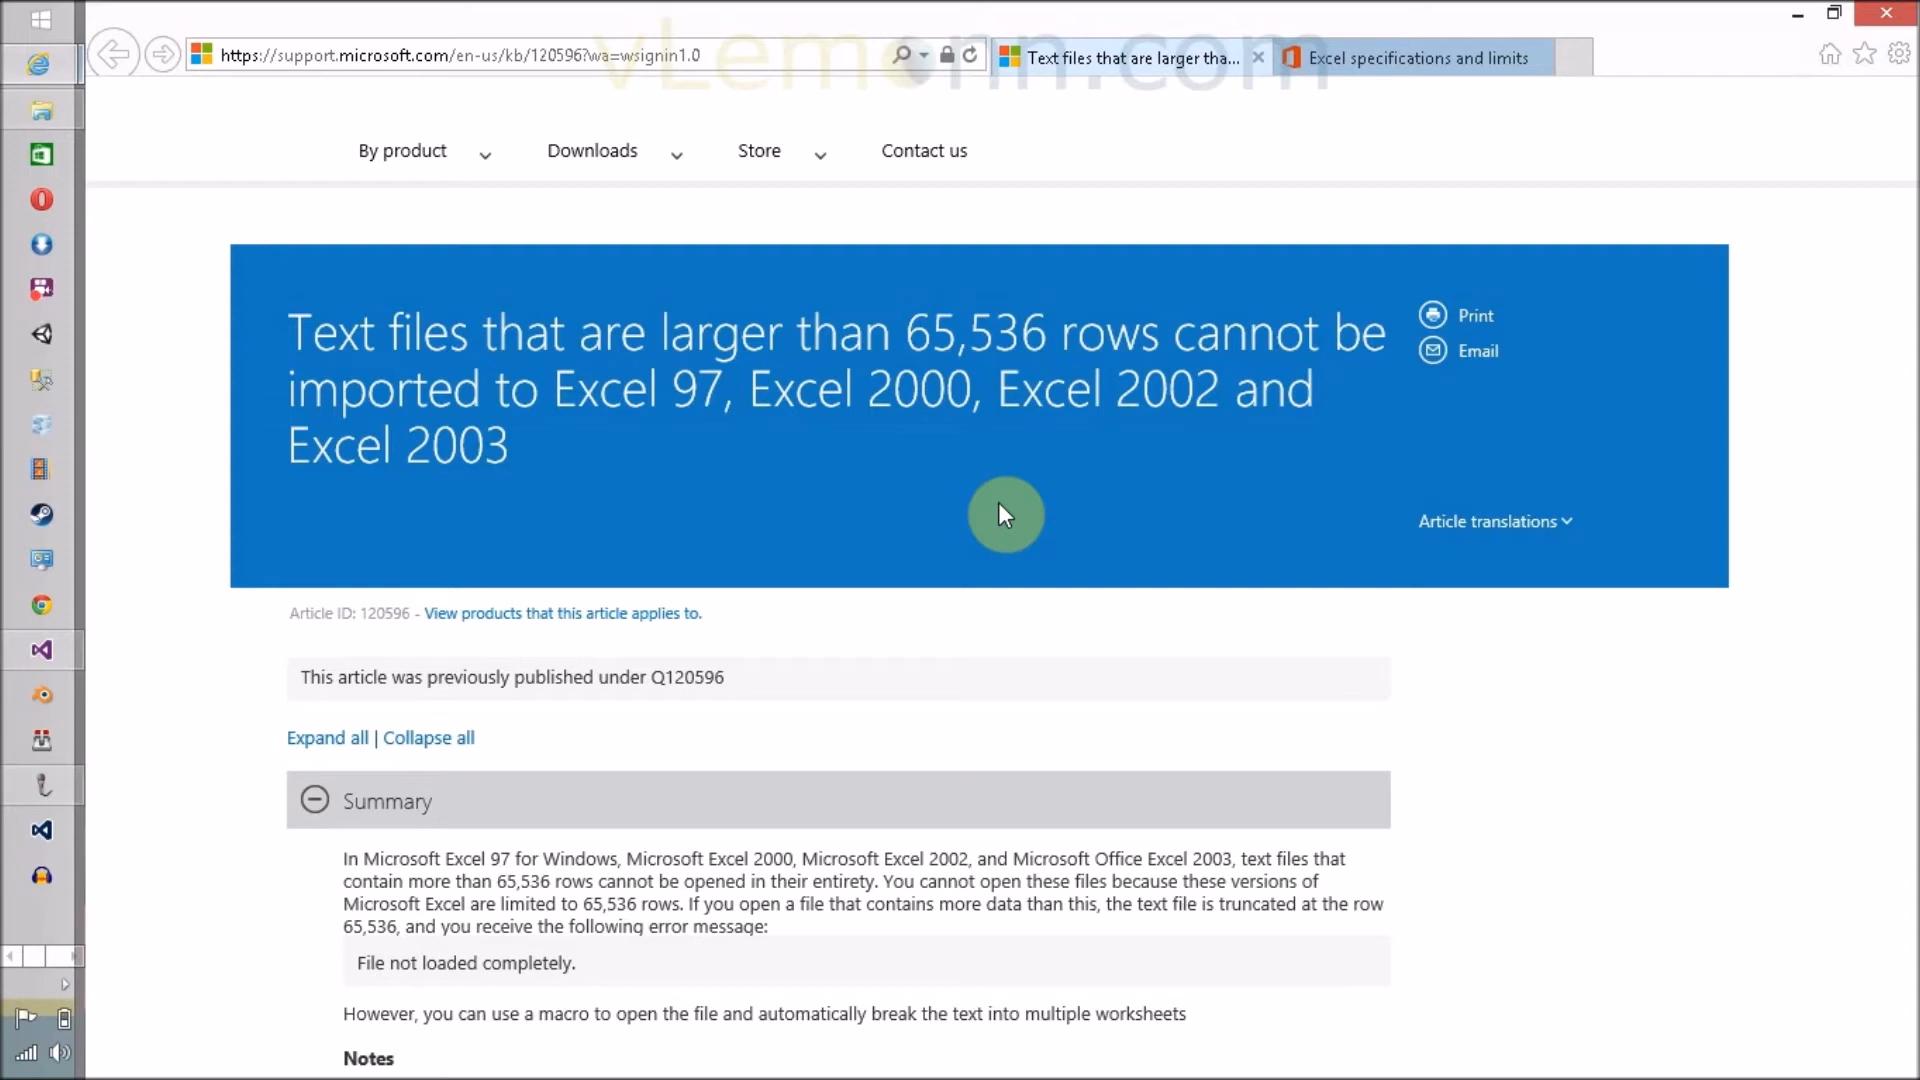 https://support.microsoft.com/en-us/kb/120596?wa=wsignin1.0
Text files that are larger tha...
Excel specifications and limits
vLemonn.com
By product
Downloads
Store
Contact us
Text files that are larger than 65,536 rows cannot be
imported to Excel 97, Excel 2000, Excel 2002 and
Excel 2003
Print
Email
Article translations
Article ID: 120596 - View products that this article applies to.
This article was previously published under Q120596
Expand all | Collapse all
Summary
In Microsoft Excel 97 for Windows, Microsoft Excel 2000, Microsoft Excel 2002, and Microsoft Office Excel 2003, text files that
contain more than 65,536 rows cannot be opened in their entirety. You cannot open these files because these versions of
Microsoft Excel are limited to 65,536 rows. If you open a file that contains more data than this, the text file is truncated at the row
65,536, and you receive the following error message:
File not loaded completely.
However, you can use a macro to open the file and automatically break the text into multiple worksheets
Notes